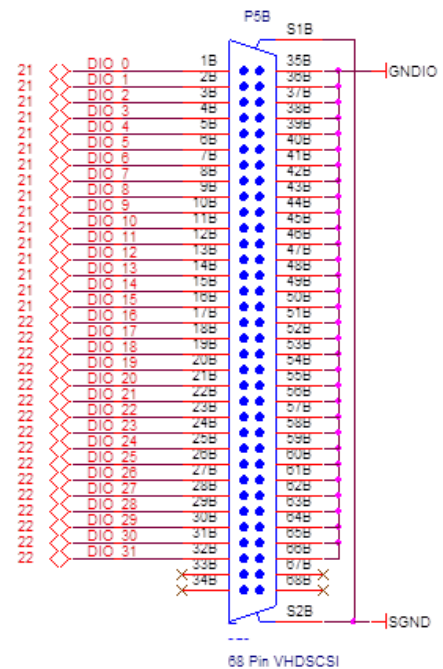 P5B
S1B
21 DIO 0 1B 35B GNDIO
21 DIO 1 2B 36B
21 DIO 2 3B 37B
21 DIO 3 4B 38B
21 DIO 4 5B 39B
21 DIO 5 6B 40B
21 DIO 6 7B 41B
21 DIO 7 8B 42B
21 DIO 8 9B 43B
21 DIO 9 10B 44B
21 DIO 10 11B 45B
21 DIO 11 12B 46B
21 DIO 12 13B 47B
21 DIO 13 14B 48B
21 DIO 14 15B 49B
21 DIO 15 16B 50B
22 DIO 16 17B 51B
22 DIO 17 18B 52B
22 DIO 18 19B 53B
22 DIO 19 20B 54B
22 DIO 20 21B 55B
22 DIO 21 22B 56B
22 DIO 22 23B 57B
22 DIO 23 24B 58B
22 DIO 24 25B 59B
22 DIO 25 26B 60B
22 DIO 26 27B 61B
22 DIO 27 28B 62B
22 DIO 28 29B 63B
22 DIO 29 30B 64B
22 DIO 30 31B 65B
22 DIO 31 32B 66B
33B 67B
34B 68B
S2B SGND
68 Pin VHDSCSI